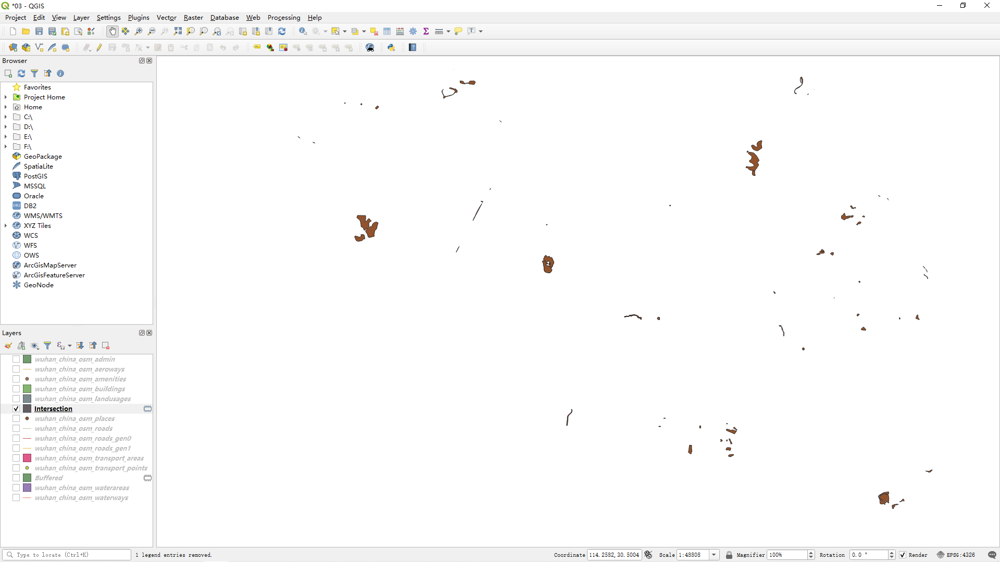 *03 - QGIS
Project Edit View Layer Settings Plugins Vector Raster Database Web Processing Help
Browser
Favorites
Project Home
Home
C:\
D:\
E:\
F:\
GeoPackage
SpatiaLite
PostGIS
MSSQL
Oracle
DB2
WMS/WMTS
XYZ Tiles
WCS
WFS
OWS
ArcGisMapServer
ArcGisFeatureServer
GeoNode
Layers
wuhan_china_osm_admin
wuhan_china_osm_aeroways
wuhan_china_osm_amenities
wuhan_china_osm_buildings
wuhan_china_osm_landusages
Intersection
wuhan_china_osm_places
wuhan_china_osm_roads
wuhan_china_osm_roads_gen0
wuhan_china_osm_roads_gen1
wuhan_china_osm_transport_areas
wuhan_china_osm_transport_points
Buffered
wuhan_china_osm_waterareas
wuhan_china_osm_waterways
Type to locate (Ctrl+K) 1 legend entries removed. Coordinate 114.2582,30.5004 Scale 1:48808 Magnifier 100% Rotation 0.0 ° Render EPSG:4326